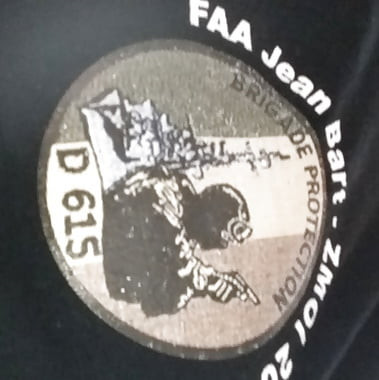 FAA Jean Bart - ZMOI 20
BRIGADE PROTECTION
D 615